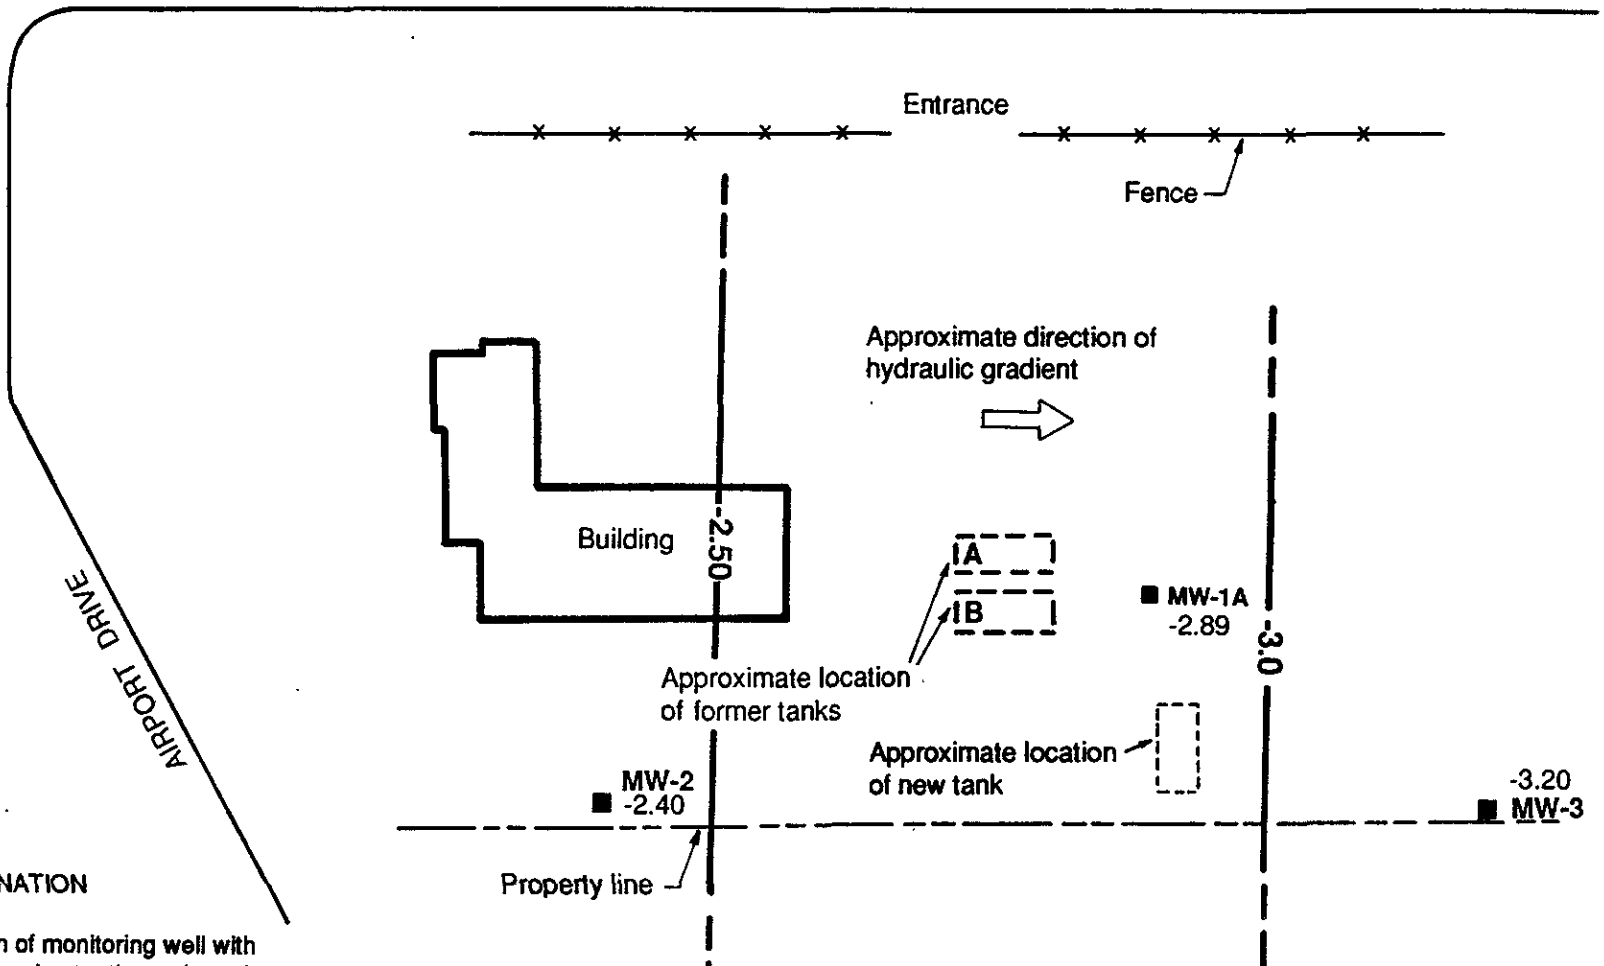 Entrance
Fence
Approximate direction of
hydraulic gradient
Building
-2.50
A
B
MW-1A
-2.89
-3.0
AIRPORT DRIVE
Approximate location
of former tanks
Approximate location
of new tank
MW-2
-2.40
-3.20
MW-3
Property line
NATION
n of monitoring well with